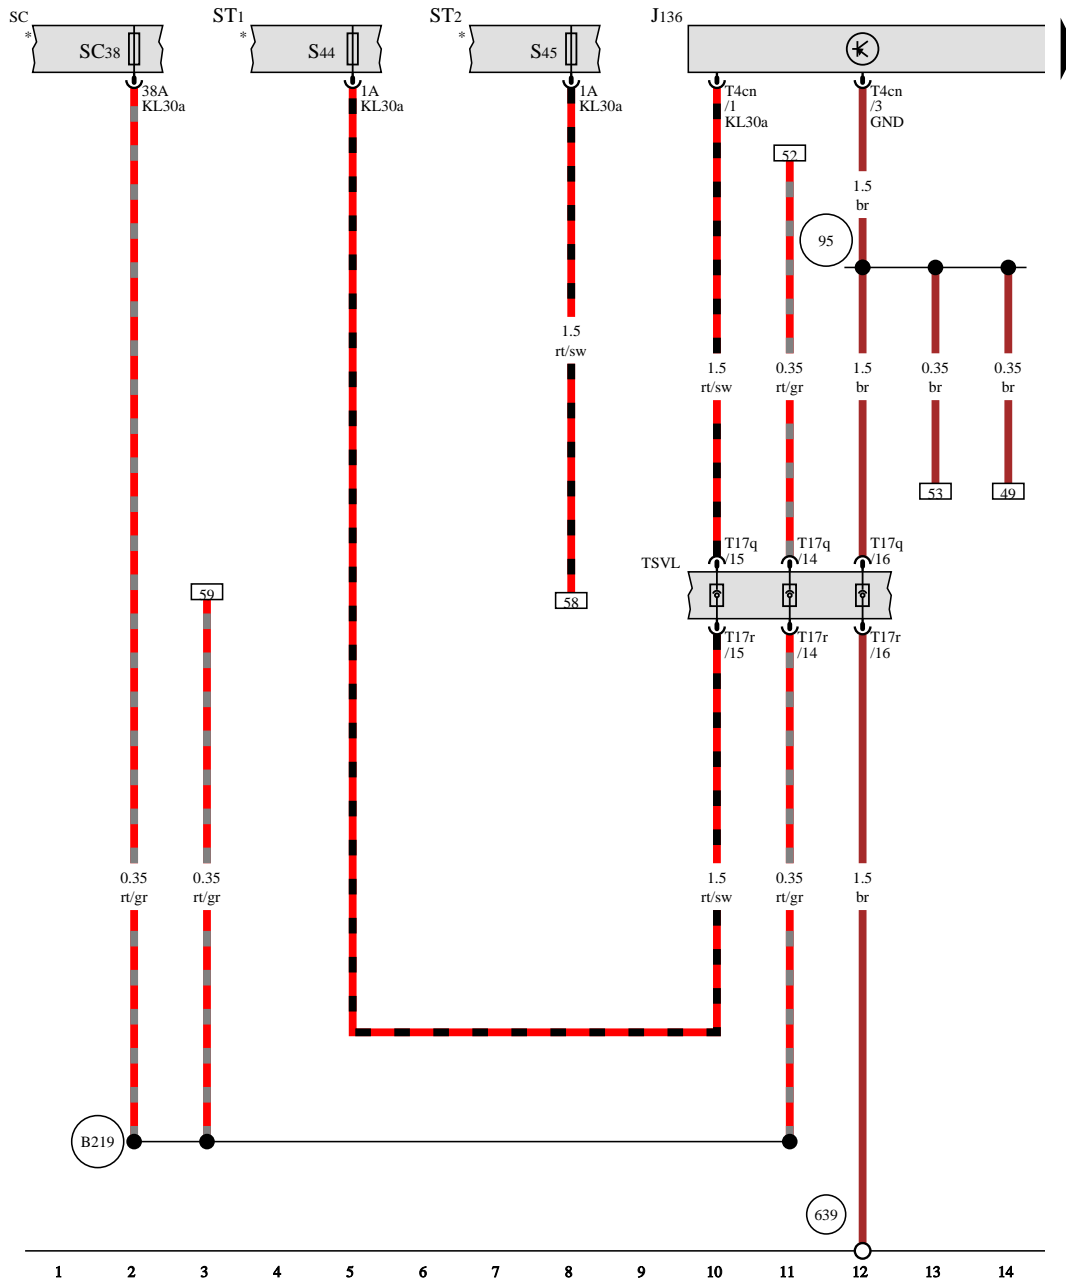 SC
*
SC38
38A
KL30a
ST1
*
S44
1A
KL30a
ST2
*
S45
1A
KL30a
J136
T4cn
/1
KL30a
T4cn
/3
GND
52
1.5
br
95
1.5
rt/sw
1.5
rt/sw
0.35
rt/gr
1.5
br
0.35
br
0.35
br
53
49
TSVL
T17q
/15
T17q
/14
T17q
/16
59
58
T17r
/15
T17r
/14
T17r
/16
0.35
rt/gr
0.35
rt/gr
1.5
rt/sw
0.35
rt/gr
1.5
br
B219
639
1 2 3 4 5 6 7 8 9 10 11 12 13 14